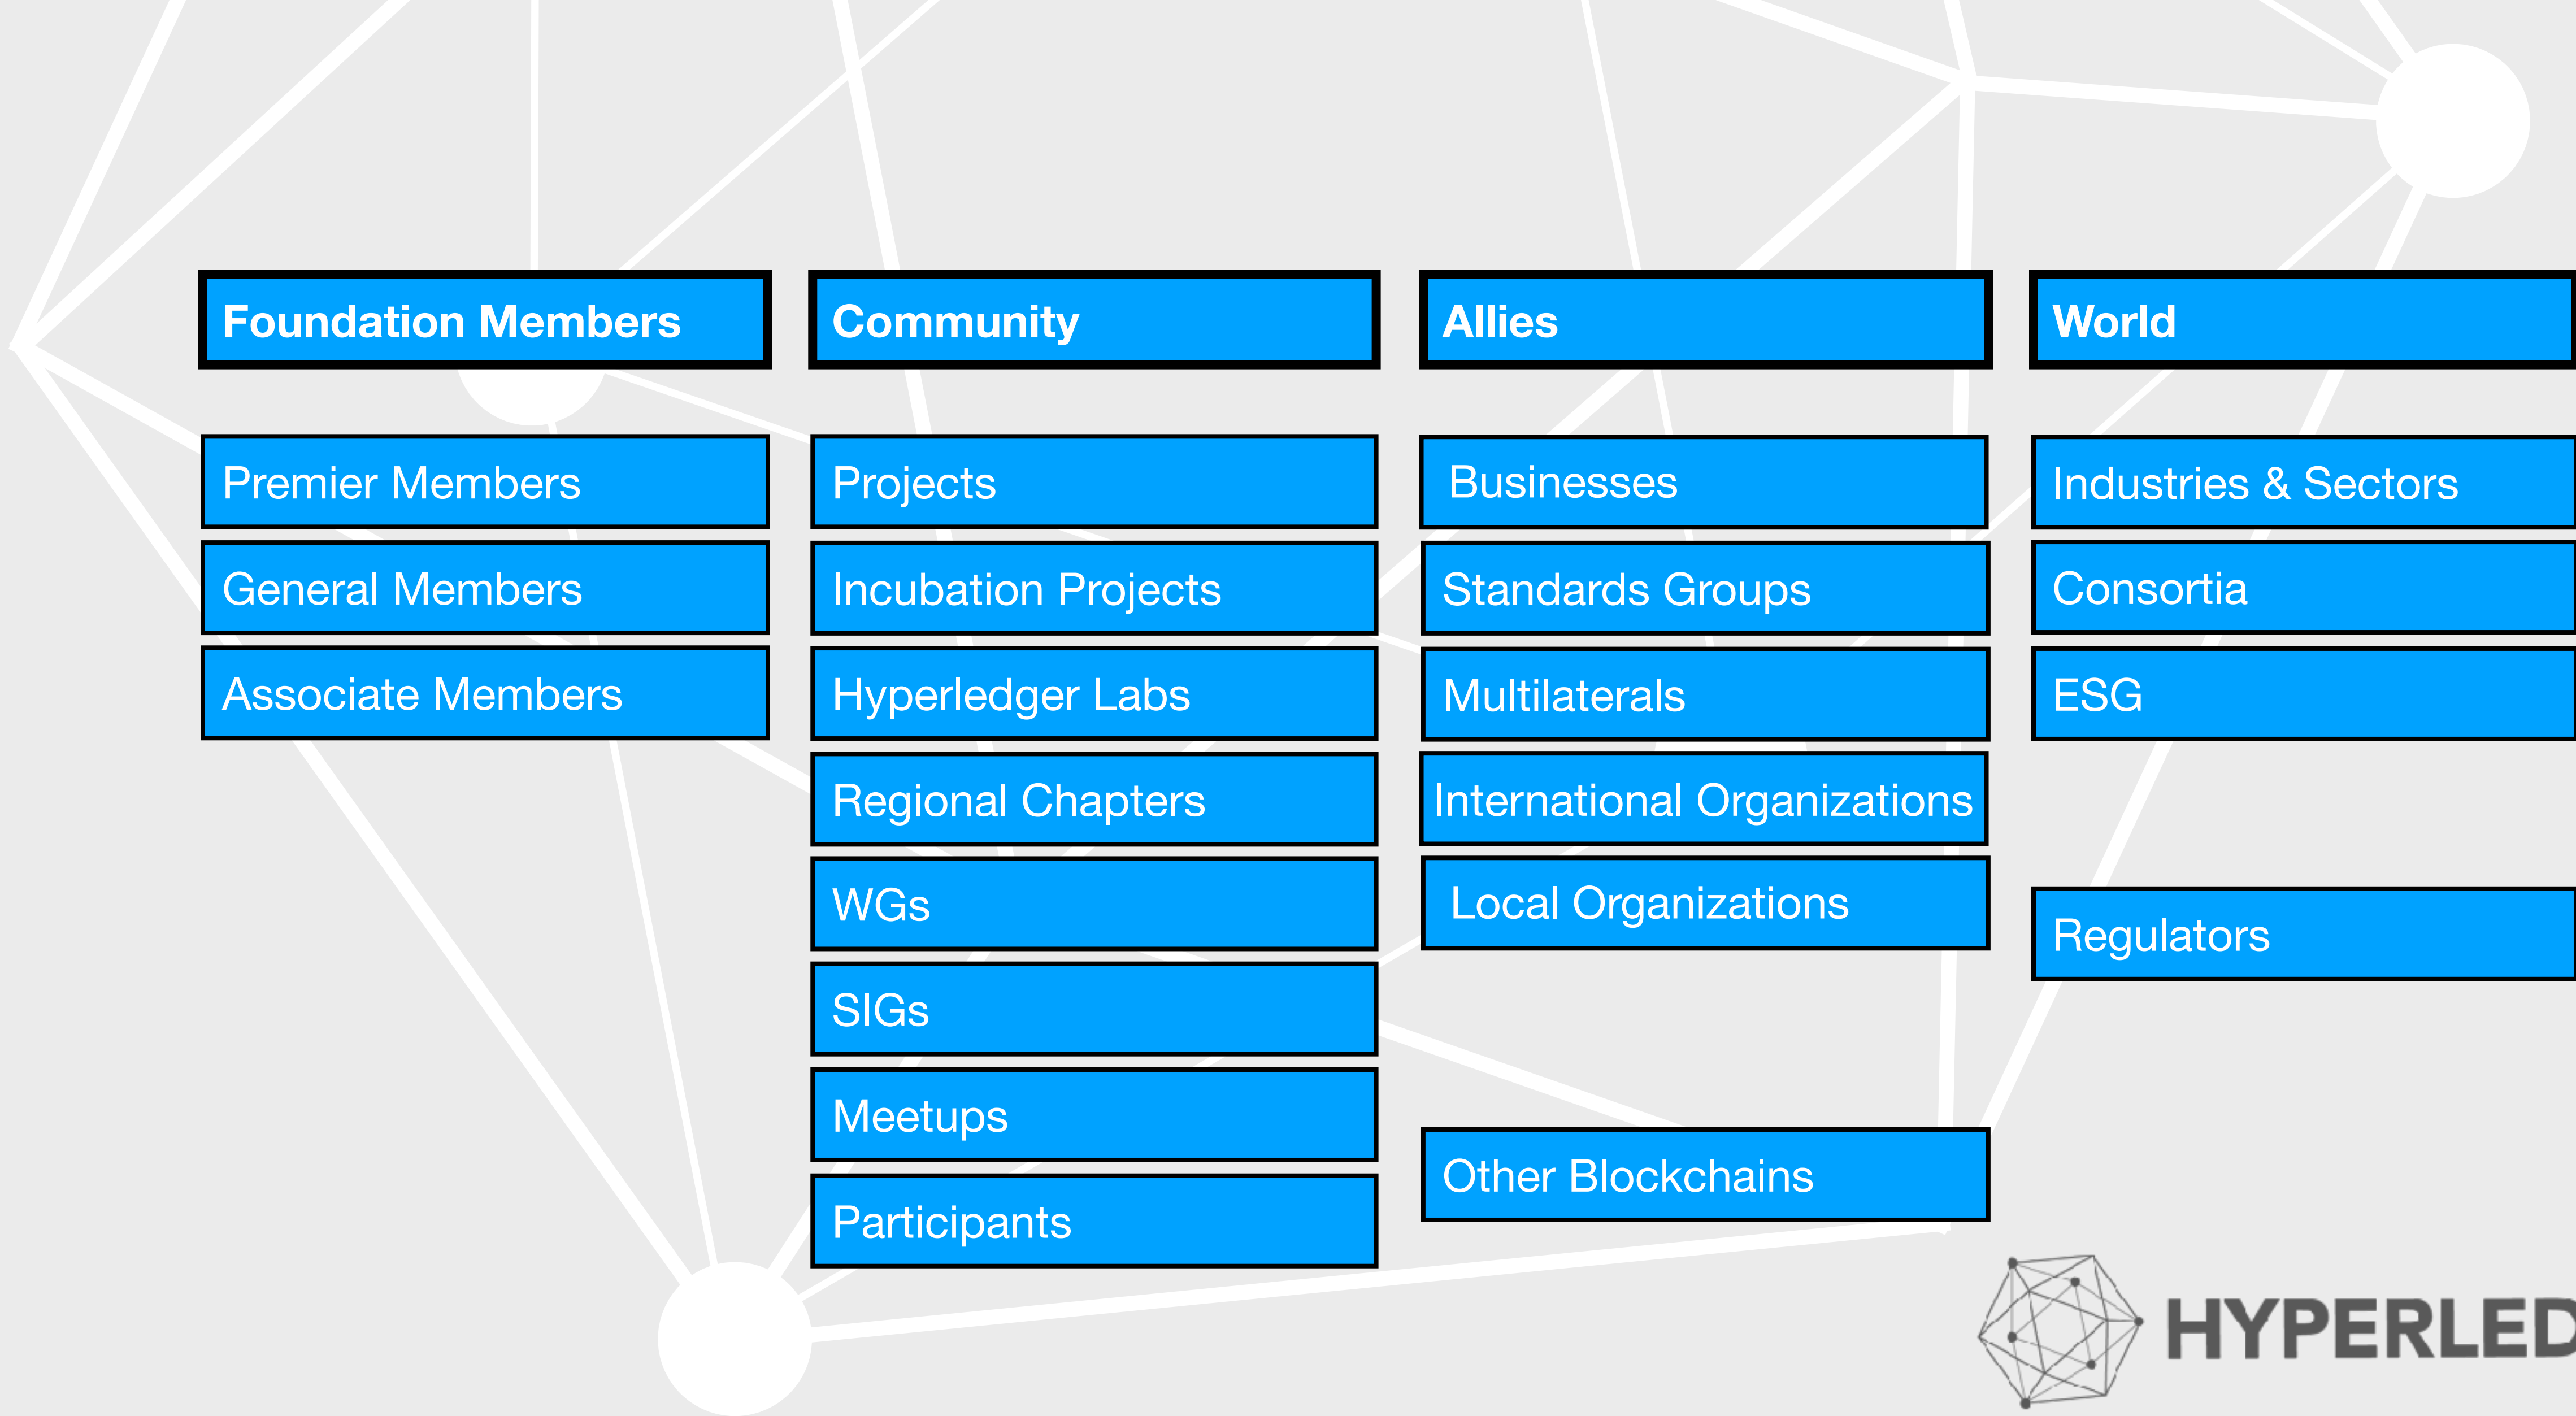 Foundation Members
Premier Members
General Members
Associate Members
Community
Projects
Incubation Projects
Hyperledger Labs
Regional Chapters
WGs
SIGs
Meetups
Participants
Allies
Businesses
Standards Groups
Multilaterals
International Organizations
Local Organizations
Other Blockchains
World
Industries & Sectors
Consortia
ESG
Regulators
HYPERLED